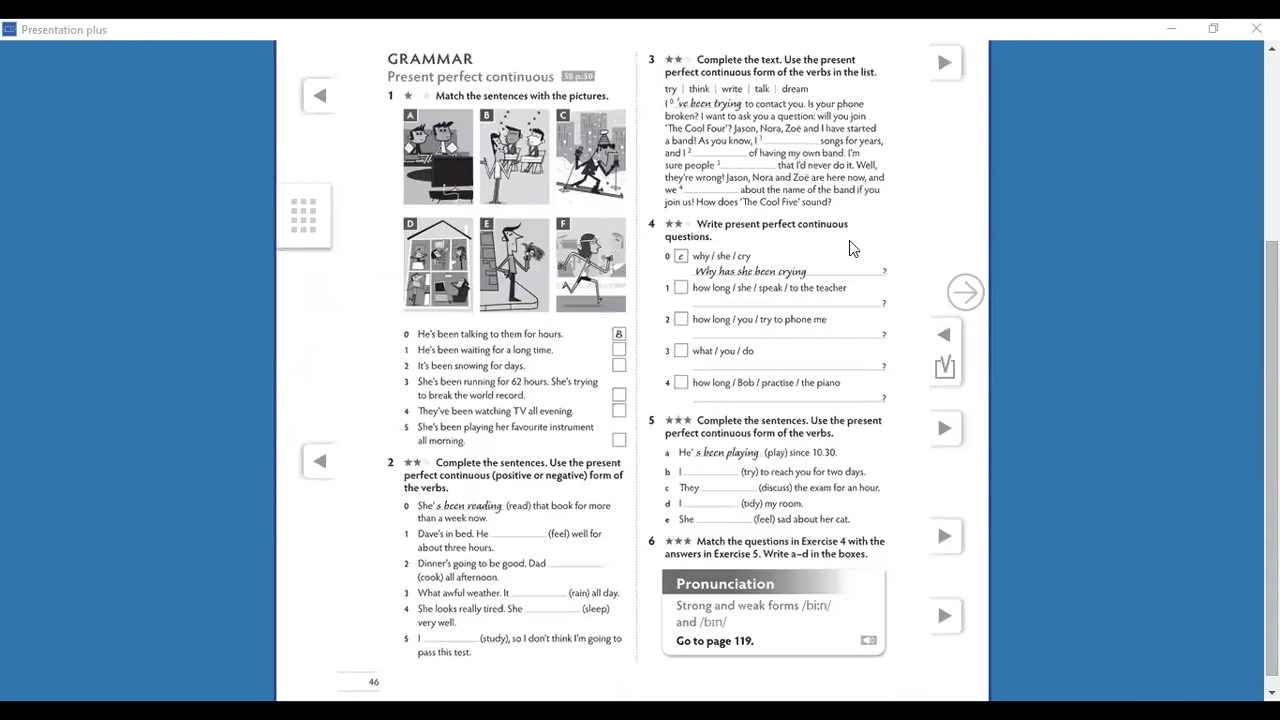 Presentation plus
GRAMMAR
Present perfect continuous SB p.50
1 Match the sentences with the pictures.
A B C
D E F
0 He's been talking to them for hours. B
1 He's been waiting for a long time.
2 It's been snowing for days.
3 She's been running for 62 hours. She's trying
to break the world record.
4 They've been watching TV all evening.
5 She's been playing her favourite instrument
all morning.
2 Complete the sentences. Use the present
perfect continuous (positive or negative) form of
the verbs.
0 She's been reading (read) that book for more
than a week now.
1 Dave's in bed. He ____ (feel) well for
about three hours.
2 Dinner's going to be good. Dad ____
(cook) all afternoon.
3 What awful weather. It ____ (rain) all day.
4 She looks really tired. She ____ (sleep)
very well.
5 I ____ (study), so I don't think I'm going to
pass this test.
46
3 Complete the text. Use the present
perfect continuous form of the verbs in the list.
try | think | write | talk | dream
I 0 've been trying to contact you. Is your phone
broken? I want to ask you a question: will you join
'The Cool Four'? Jason, Nora, Zoë and I have started
a band! As you know, I 1 ____ songs for years,
and I 2 ____ of having my own band. I'm
sure people 3 ____ that I'd never do it. Well,
they're wrong! Jason, Nora and Zoë are here now, and
we 4 ____ about the name of the band if you
join us! How does 'The Cool Five' sound?
4 Write present perfect continuous
questions.
0 e why / she / cry
Why has she been crying ?
1 how long / she / speak / to the teacher
?
2 how long / you / try to phone me
?
3 what / you / do
?
4 how long / Bob / practise / the piano
?
5 Complete the sentences. Use the present
perfect continuous form of the verbs.
a He's been playing (play) since 10.30.
b I ____ (try) to reach you for two days.
c They ____ (discuss) the exam for an hour.
d I ____ (tidy) my room.
e She ____ (feel) sad about her cat.
6 Match the questions in Exercise 4 with the
answers in Exercise 5. Write a–d in the boxes.
Pronunciation
Strong and weak forms /biːn/
and /bɪn/
Go to page 119.